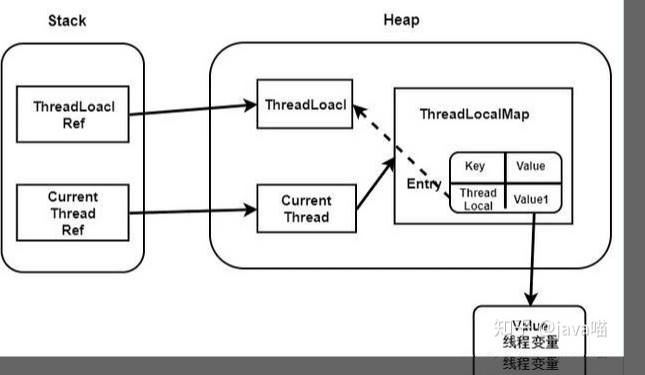 Stack
Heap
ThreadLoacl
Ref
ThreadLoacl
ThreadLocalMap
Key
Value
Entry
Thread
Local
Value1
Current
Thread
Ref
Current
Thread
Value
知乎 @java喵
线程变量
线程变量